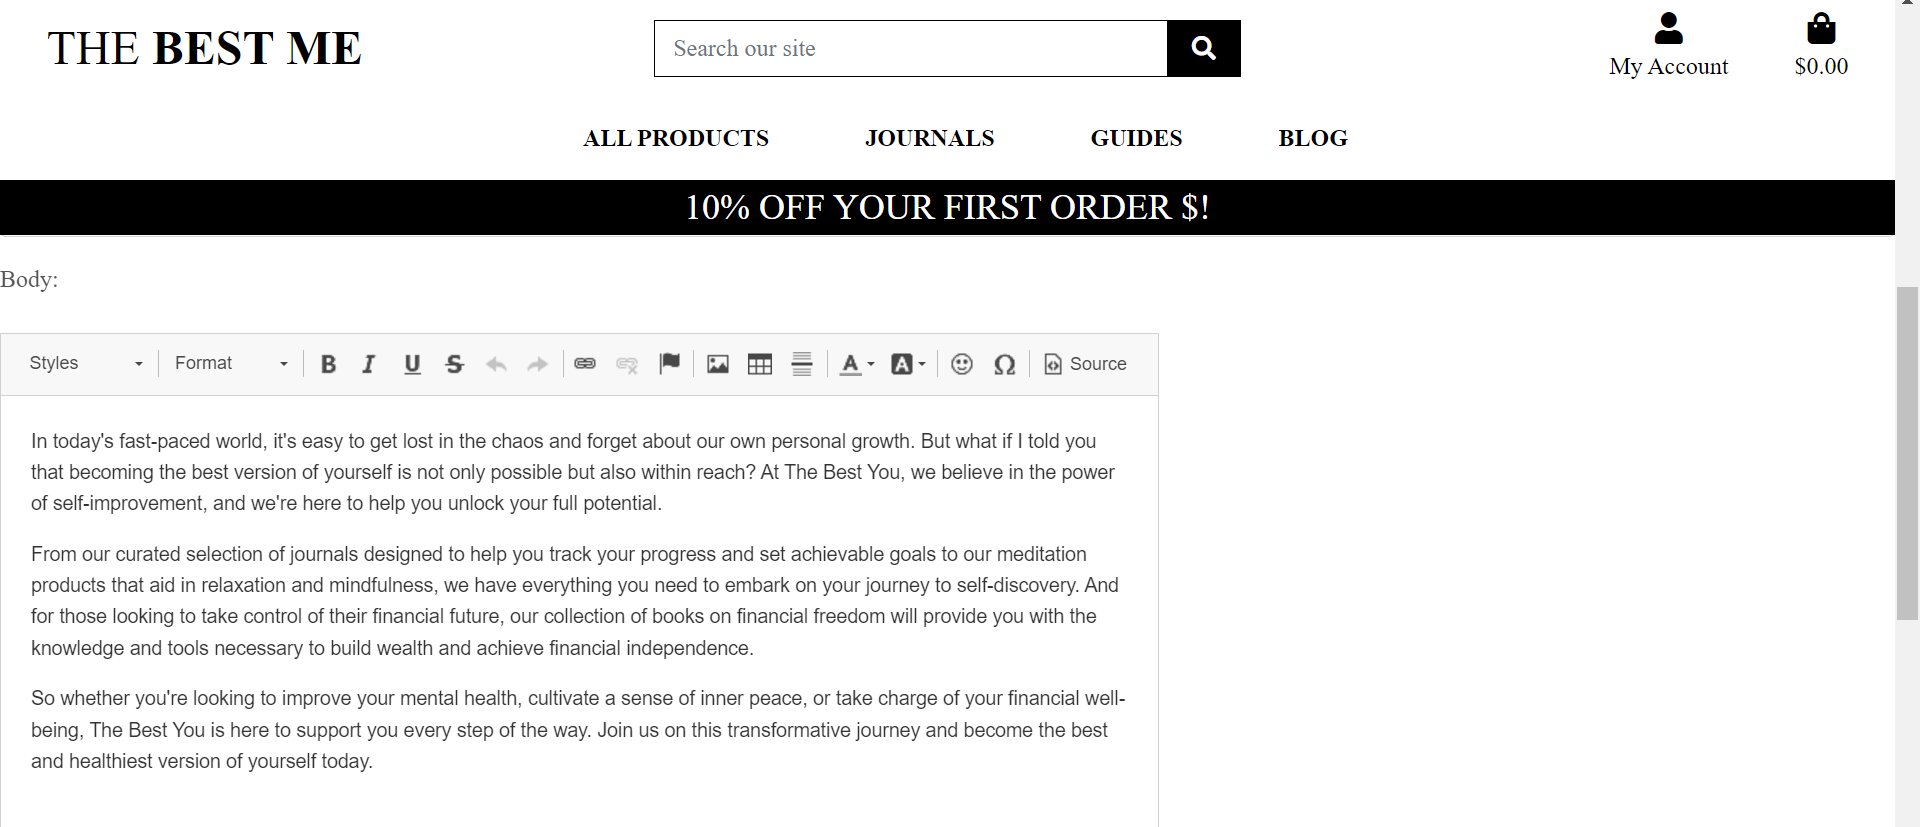 THE BEST ME
Search our site
My Account
$0.00
ALL PRODUCTS JOURNALS GUIDES BLOG
10% OFF YOUR FIRST ORDER $!
Body:
Styles Format B I U S A A Ω Source
In today's fast-paced world, it's easy to get lost in the chaos and forget about our own personal growth. But what if I told you
that becoming the best version of yourself is not only possible but also within reach? At The Best You, we believe in the power
of self-improvement, and we're here to help you unlock your full potential.
From our curated selection of journals designed to help you track your progress and set achievable goals to our meditation
products that aid in relaxation and mindfulness, we have everything you need to embark on your journey to self-discovery. And
for those looking to take control of their financial future, our collection of books on financial freedom will provide you with the
knowledge and tools necessary to build wealth and achieve financial independence.
So whether you're looking to improve your mental health, cultivate a sense of inner peace, or take charge of your financial well-
being, The Best You is here to support you every step of the way. Join us on this transformative journey and become the best
and healthiest version of yourself today.